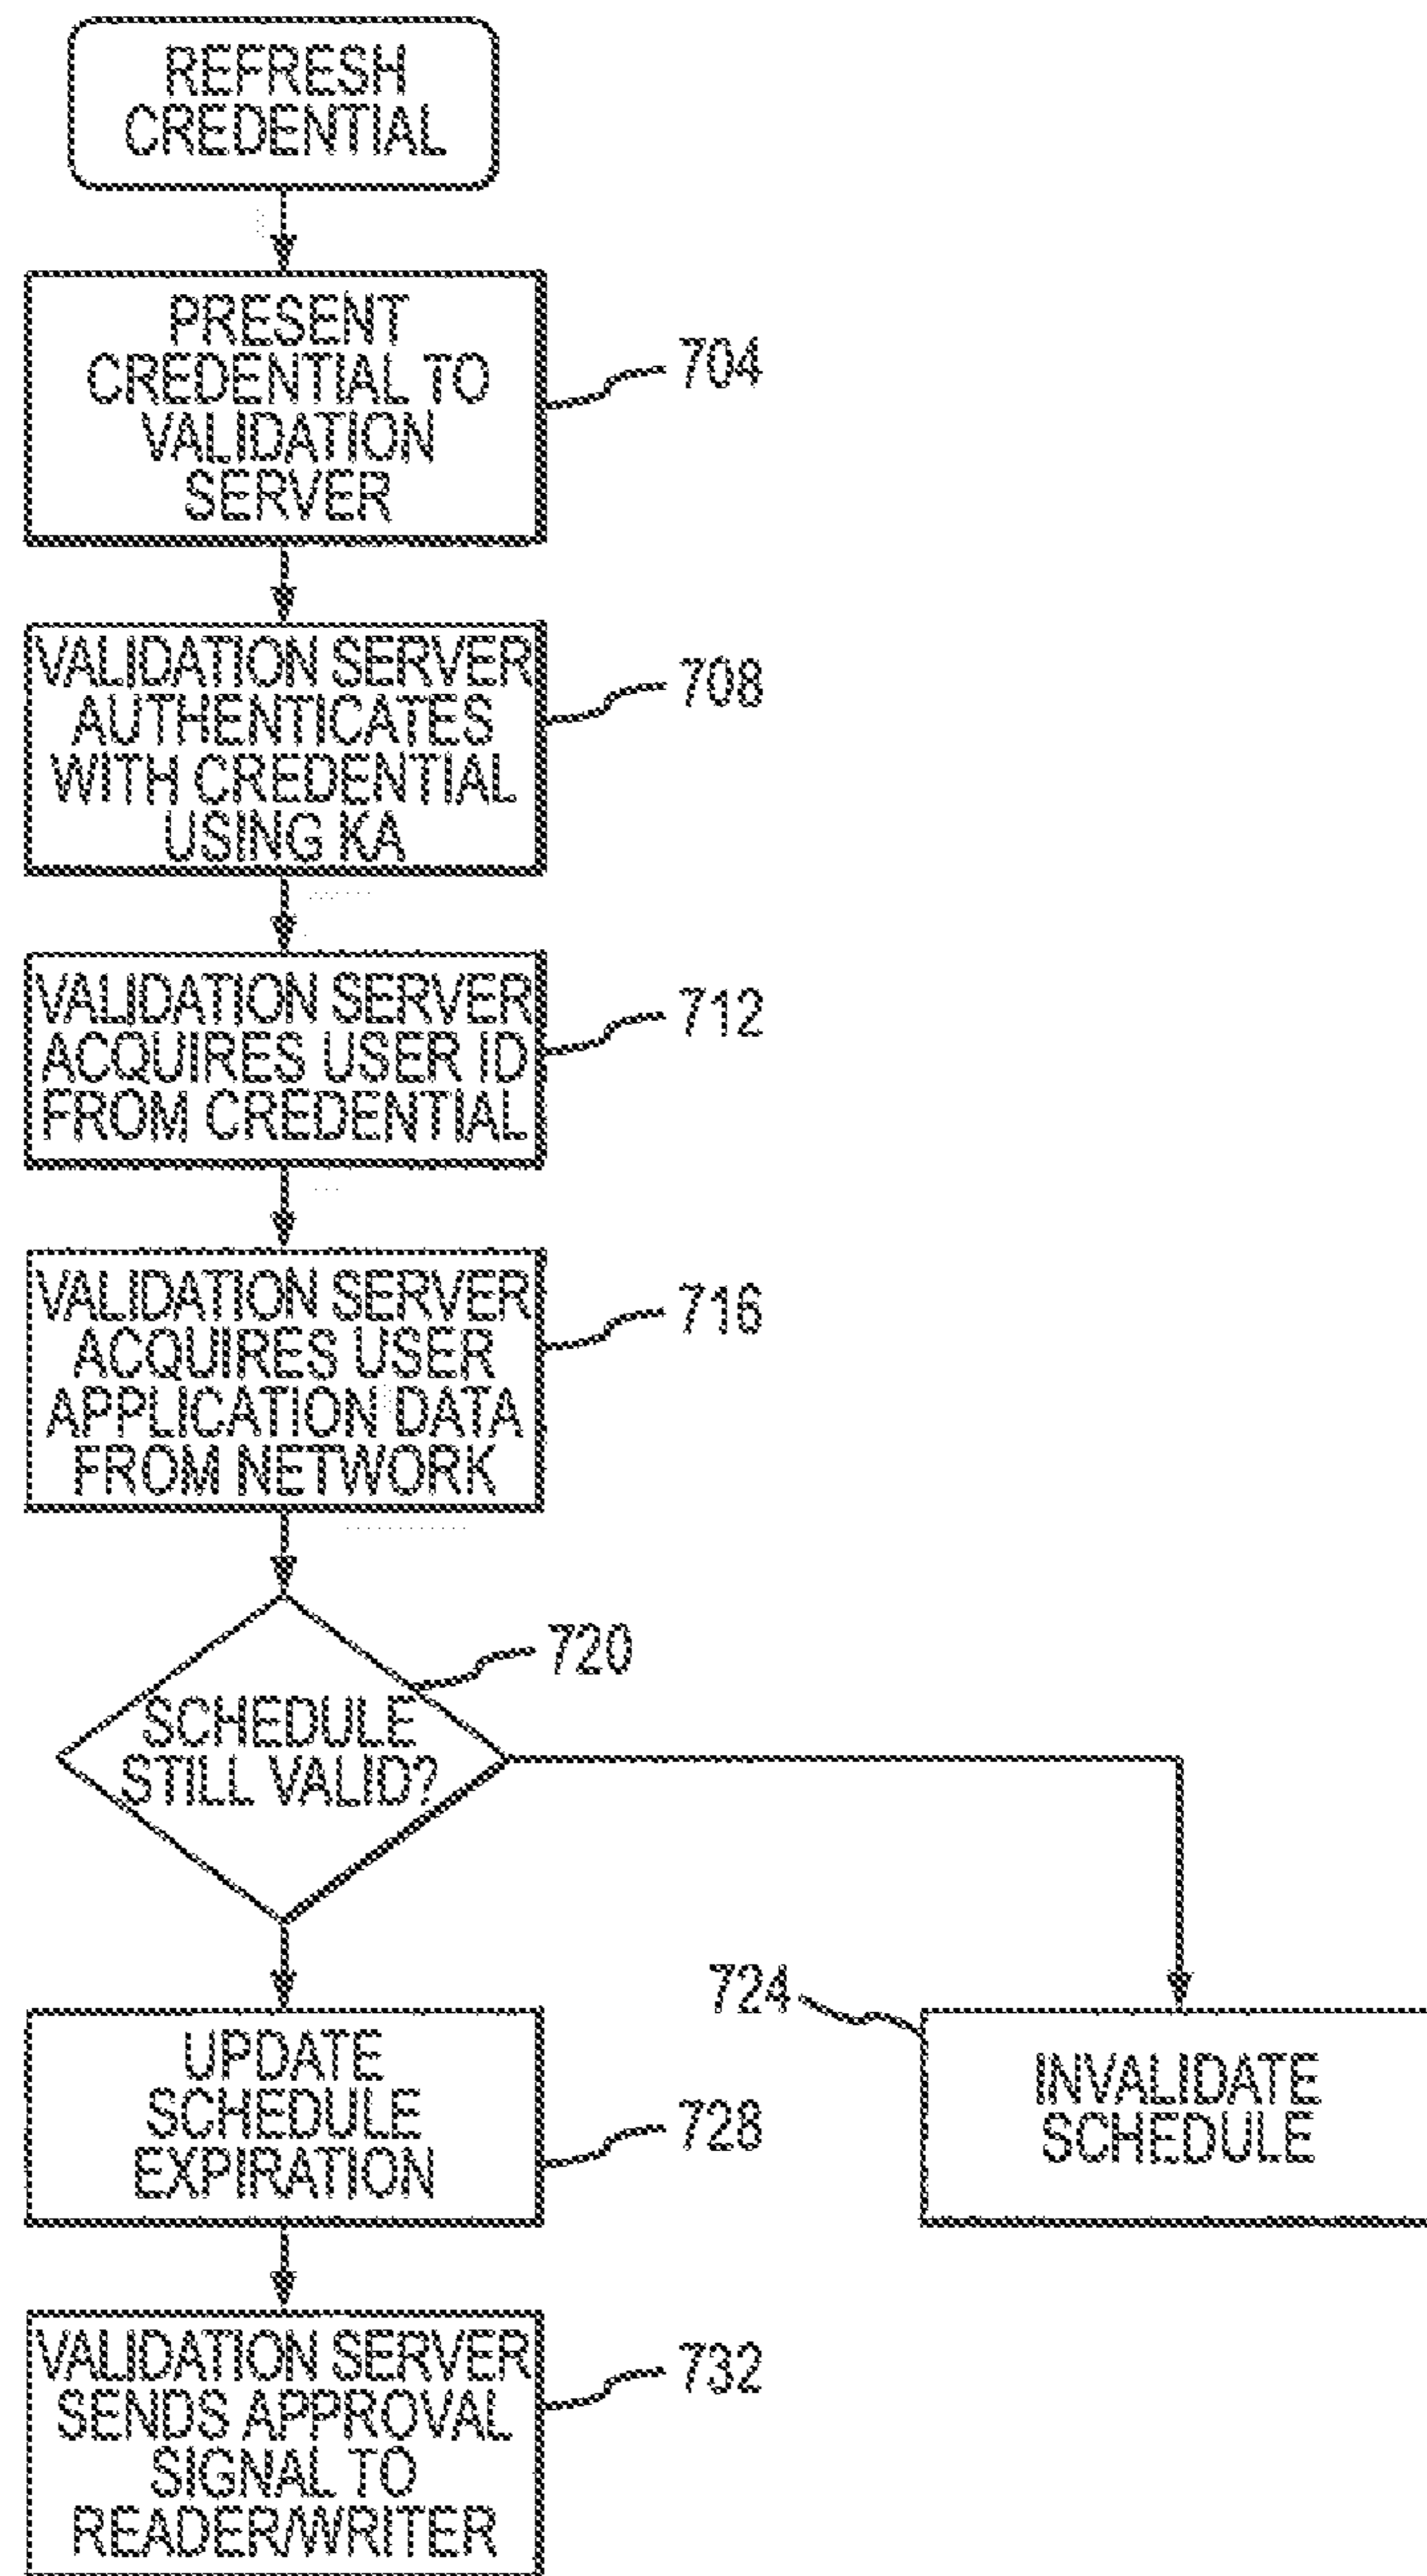 REFRESH
CREDENTIAL
PRESENT
CREDENTIAL TO
VALIDATION
SERVER
704
VALIDATION SERVER
AUTHENTICATES
WITH CREDENTIAL
USING KA
708
VALIDATION SERVER
ACQUIRES USER ID
FROM CREDENTIAL
712
VALIDATION SERVER
ACQUIRES USER
APPLICATION DATA
FROM NETWORK
716
720
SCHEDULE
STILL VALID?
724
INVALIDATE
SCHEDULE
UPDATE
SCHEDULE
EXPIRATION
728
VALIDATION SERVER
SENDS APPROVAL
SIGNAL TO
READER/WRITER
732